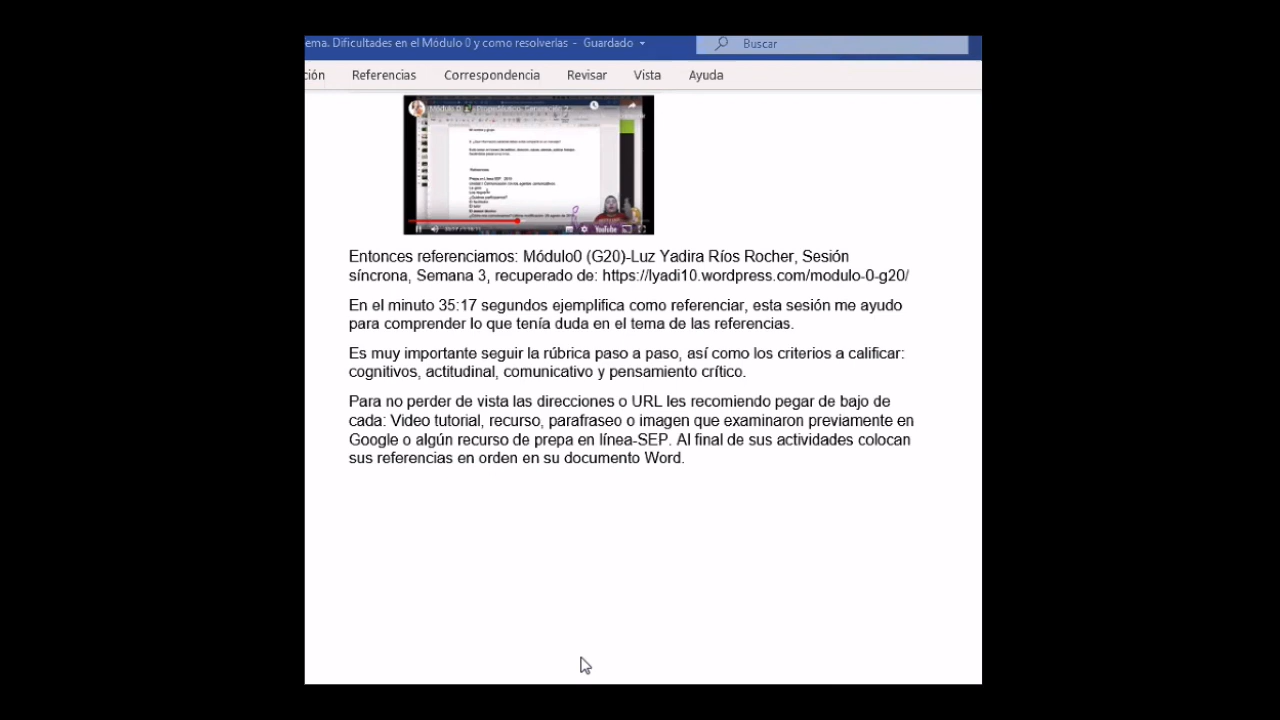 ema. Dificultades en el Módulo 0 y como resolverlas - Guardado
Buscar
ción Referencias Correspondencia Revisar Vista Ayuda
YouTube
Entonces referenciamos: Módulo0 (G20)-Luz Yadira Ríos Rocher, Sesión
síncrona, Semana 3, recuperado de: https://lyadi10.wordpress.com/modulo-0-g20/
En el minuto 35:17 segundos ejemplifica como referenciar, esta sesión me ayudo
para comprender lo que tenía duda en el tema de las referencias.
Es muy importante seguir la rúbrica paso a paso, así como los criterios a calificar:
cognitivos, actitudinal, comunicativo y pensamiento crítico.
Para no perder de vista las direcciones o URL les recomiendo pegar de bajo de
cada: Video tutorial, recurso, parafraseo o imagen que examinaron previamente en
Google o algún recurso de prepa en línea-SEP. Al final de sus actividades colocan
sus referencias en orden en su documento Word.